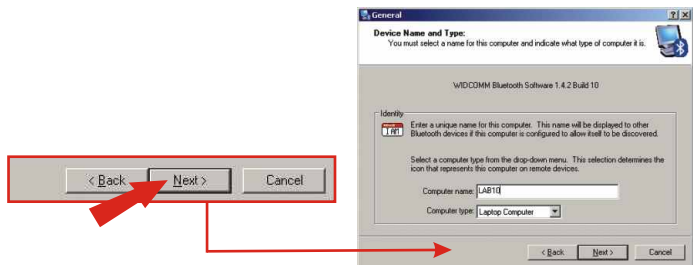 General
Device Name and Type:
You must select a name for this computer and indicate what type of computer it is.
WIDCOMM Bluetooth Software 1.4.2 Build 10
Identity
I AM
Enter a unique name for this computer. This name will be displayed to other
Bluetooth devices if this computer is configured to allow itself to be discovered.
Select a computer type from the drop-down menu. This selection determines the
icon that represents this computer on remote devices.
Computer name: LAB10
Computer type: Laptop Computer
< Back Next > Cancel
< Back Next > Cancel